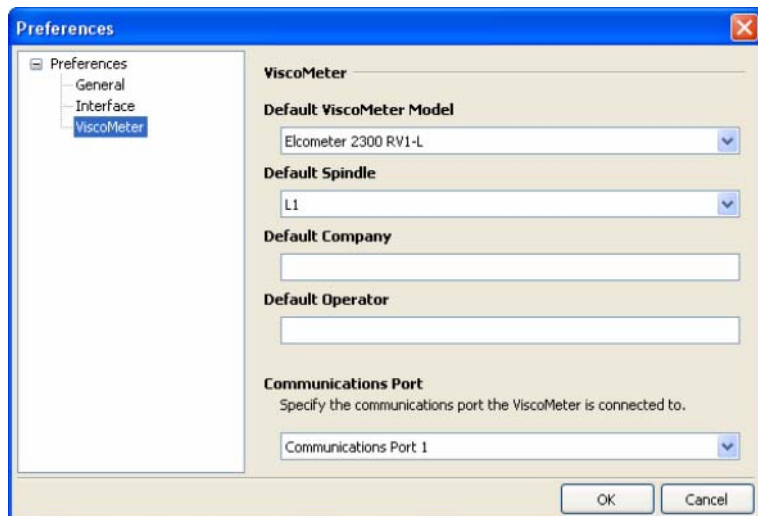 Preferences
Preferences
General
Interface
ViscoMeter
ViscoMeter
Default ViscoMeter Model
Elcometer 2300 RV1-L
Default Spindle
L1
Default Company
Default Operator
Communications Port
Specify the communications port the ViscoMeter is connected to.
Communications Port 1
OK
Cancel